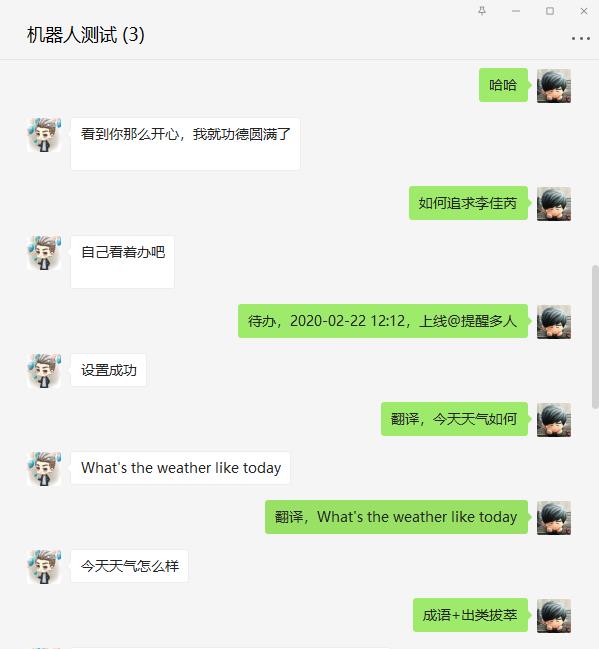 机器人测试 (3)
哈哈
看到你那么开心，我就功德圆满了
如何追求李佳芮
自己看着办吧
待办，2020-02-22 12:12，上线@提醒多人
设置成功
翻译，今天天气如何
What's the weather like today
翻译，What's the weather like today
今天天气怎么样
成语+出类拔萃